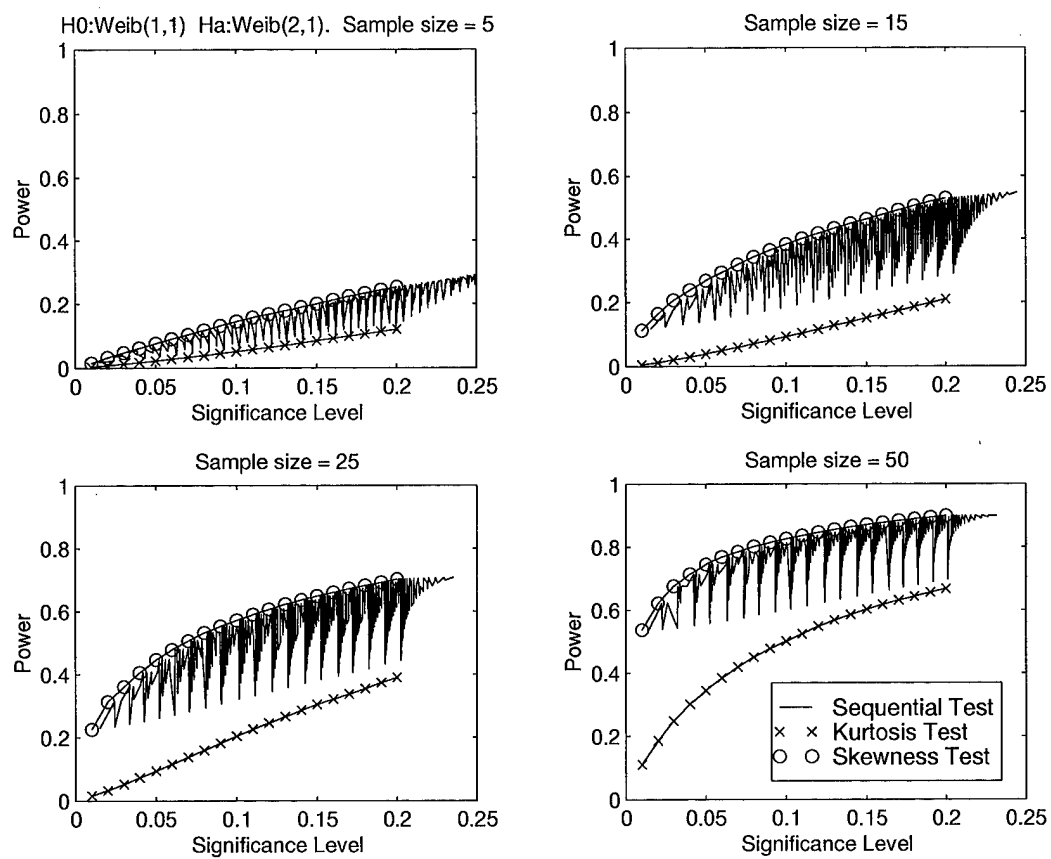 H0:Weib(1,1) Ha:Weib(2,1). Sample size = 5
1
0.8
0.6
0.4
0.2
0
Power
0 0.05 0.1 0.15 0.2 0.25
Significance Level
Sample size = 15
1
0.8
0.6
0.4
0.2
0
Power
0 0.05 0.1 0.15 0.2 0.25
Significance Level
Sample size = 25
1
0.8
0.6
0.4
0.2
0
Power
0 0.05 0.1 0.15 0.2 0.25
Significance Level
Sample size = 50
1
0.8
0.6
0.4
0.2
0
Power
Sequential Test
Kurtosis Test
Skewness Test
0 0.05 0.1 0.15 0.2 0.25
Significance Level